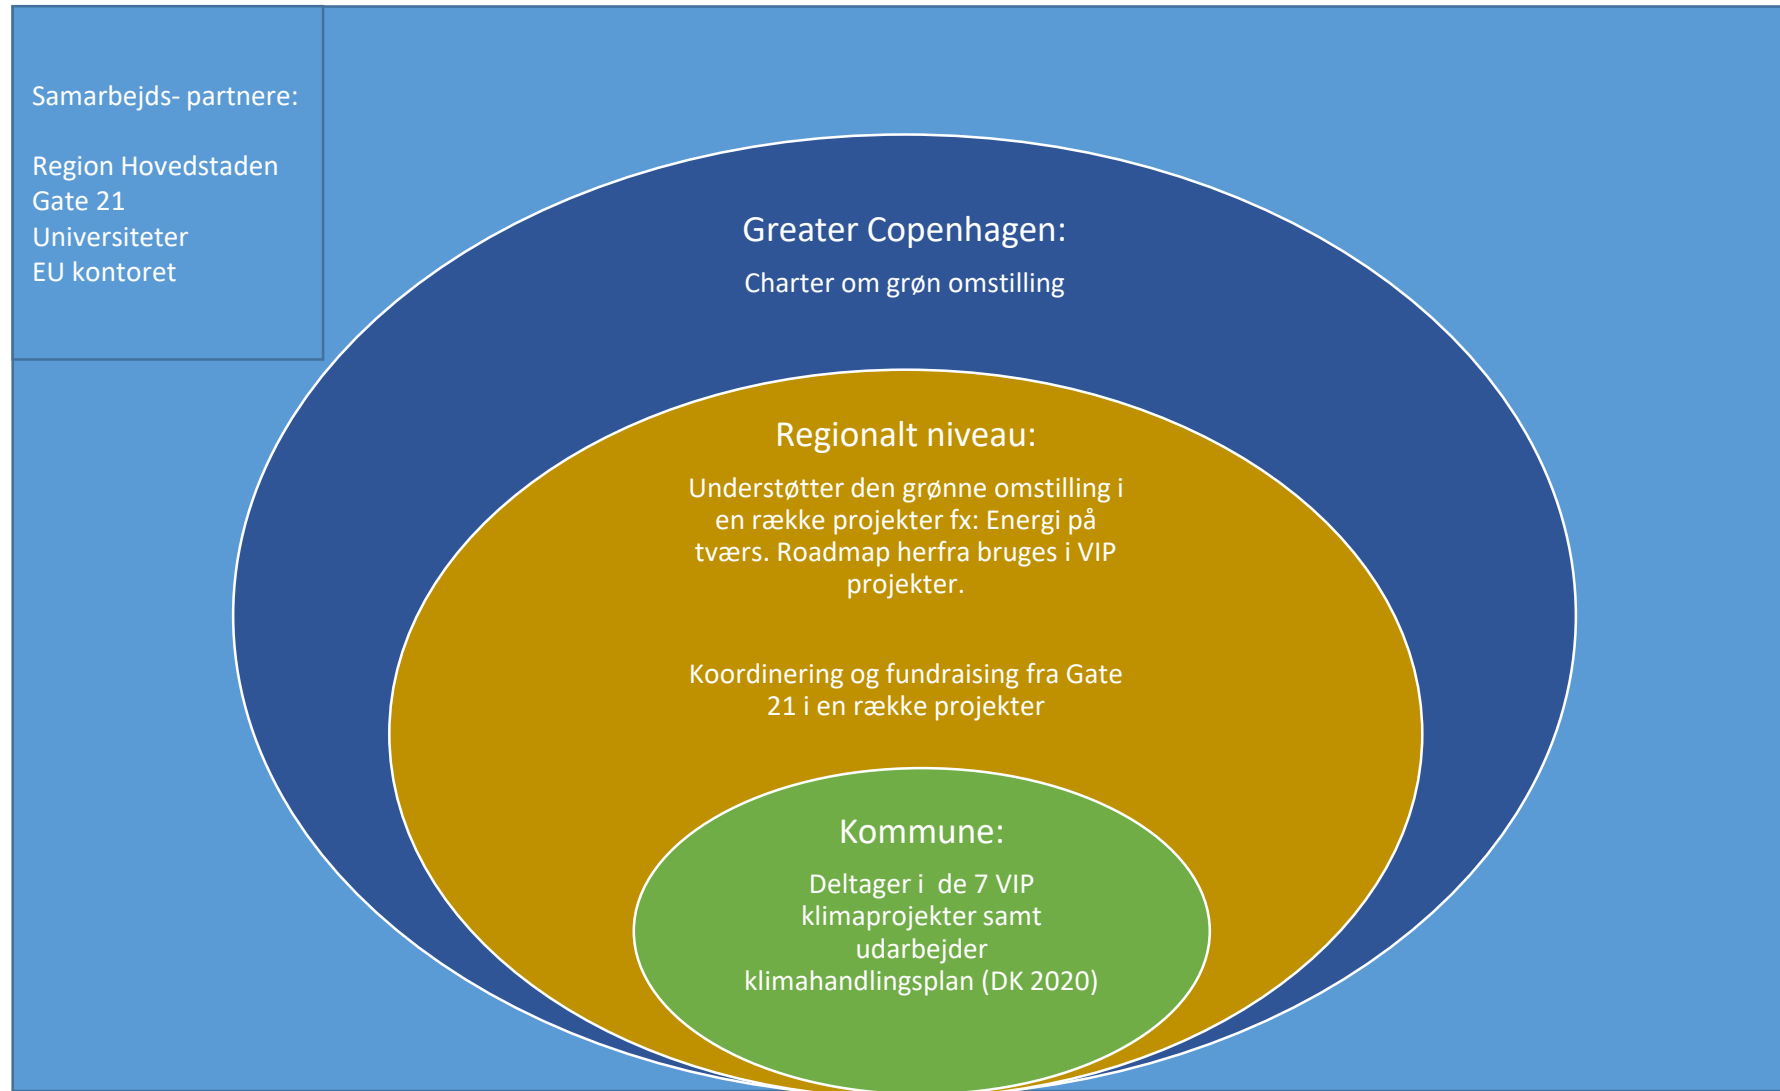 Samarbejds- partnere:
Region Hovedstaden
Gate 21
Universiteter
EU kontoret
Greater Copenhagen:
Charter om grøn omstilling
Regionalt niveau:
Understøtter den grønne omstilling i
en række projekter fx: Energi på
tværs. Roadmap herfra bruges i VIP
projekter.
Koordinering og fundraising fra Gate
21 i en række projekter
Kommune:
Deltager i  de 7 VIP
klimaprojekter samt
udarbejder
klimahandlingsplan (DK 2020)